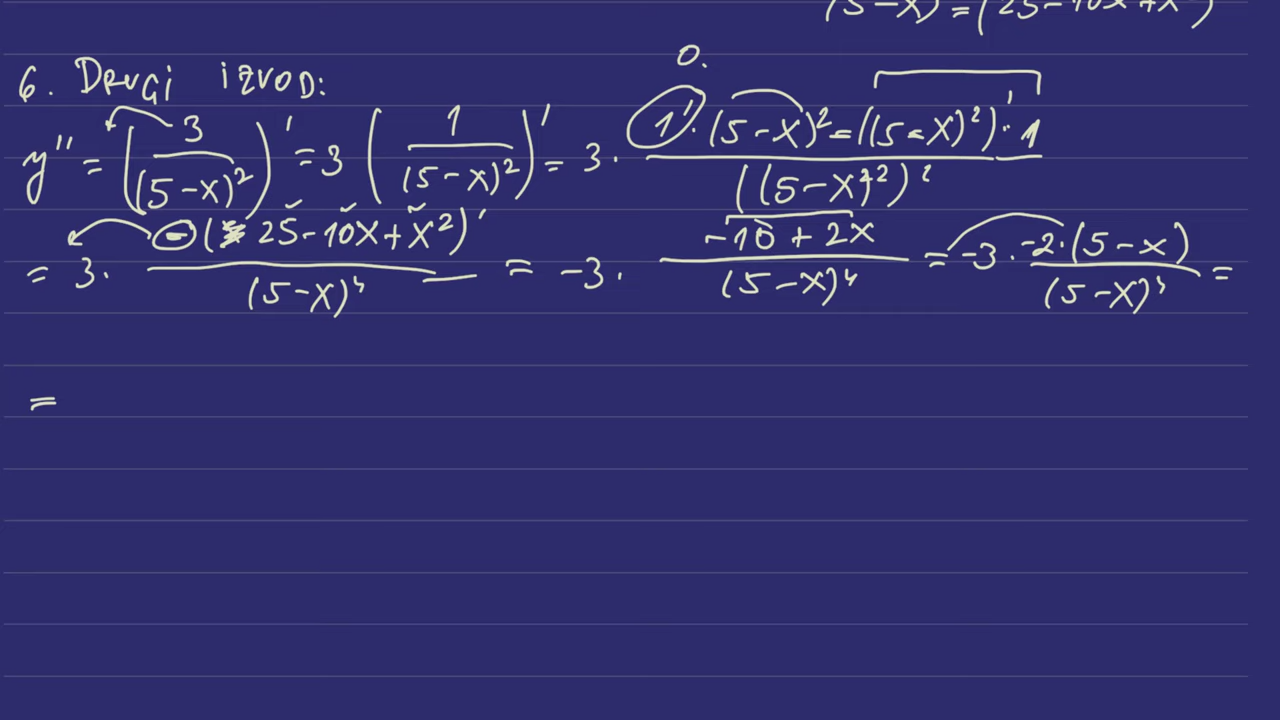 (5-x) = (25-10x+x²)
0.
6. Drugi izvod:
y'' = (3/(5-x)²)' = 3 (1/(5-x)²)' = 3 · (1'·(5-x)² = ((5-x)²)'·1)/((5-x)²)²
= 3 · (-(25-10x+x²)')/(5-x)⁴ = -3 · (-10+2x)/(5-x)⁴ = -3 · (-2·(5-x))/(5-x)⁴ =
=